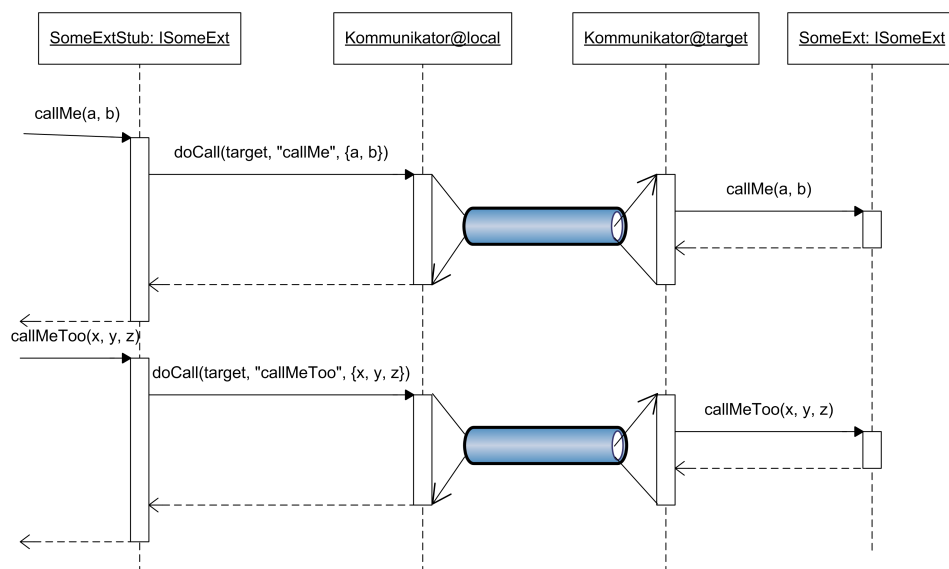 SomeExtStub: ISomeExt
Kommunikator@local
Kommunikator@target
SomeExt: ISomeExt
callMe(a, b)
doCall(target, "callMe", {a, b})
callMe(a, b)
callMeToo(x, y, z)
doCall(target, "callMeToo", {x, y, z})
callMeToo(x, y, z)